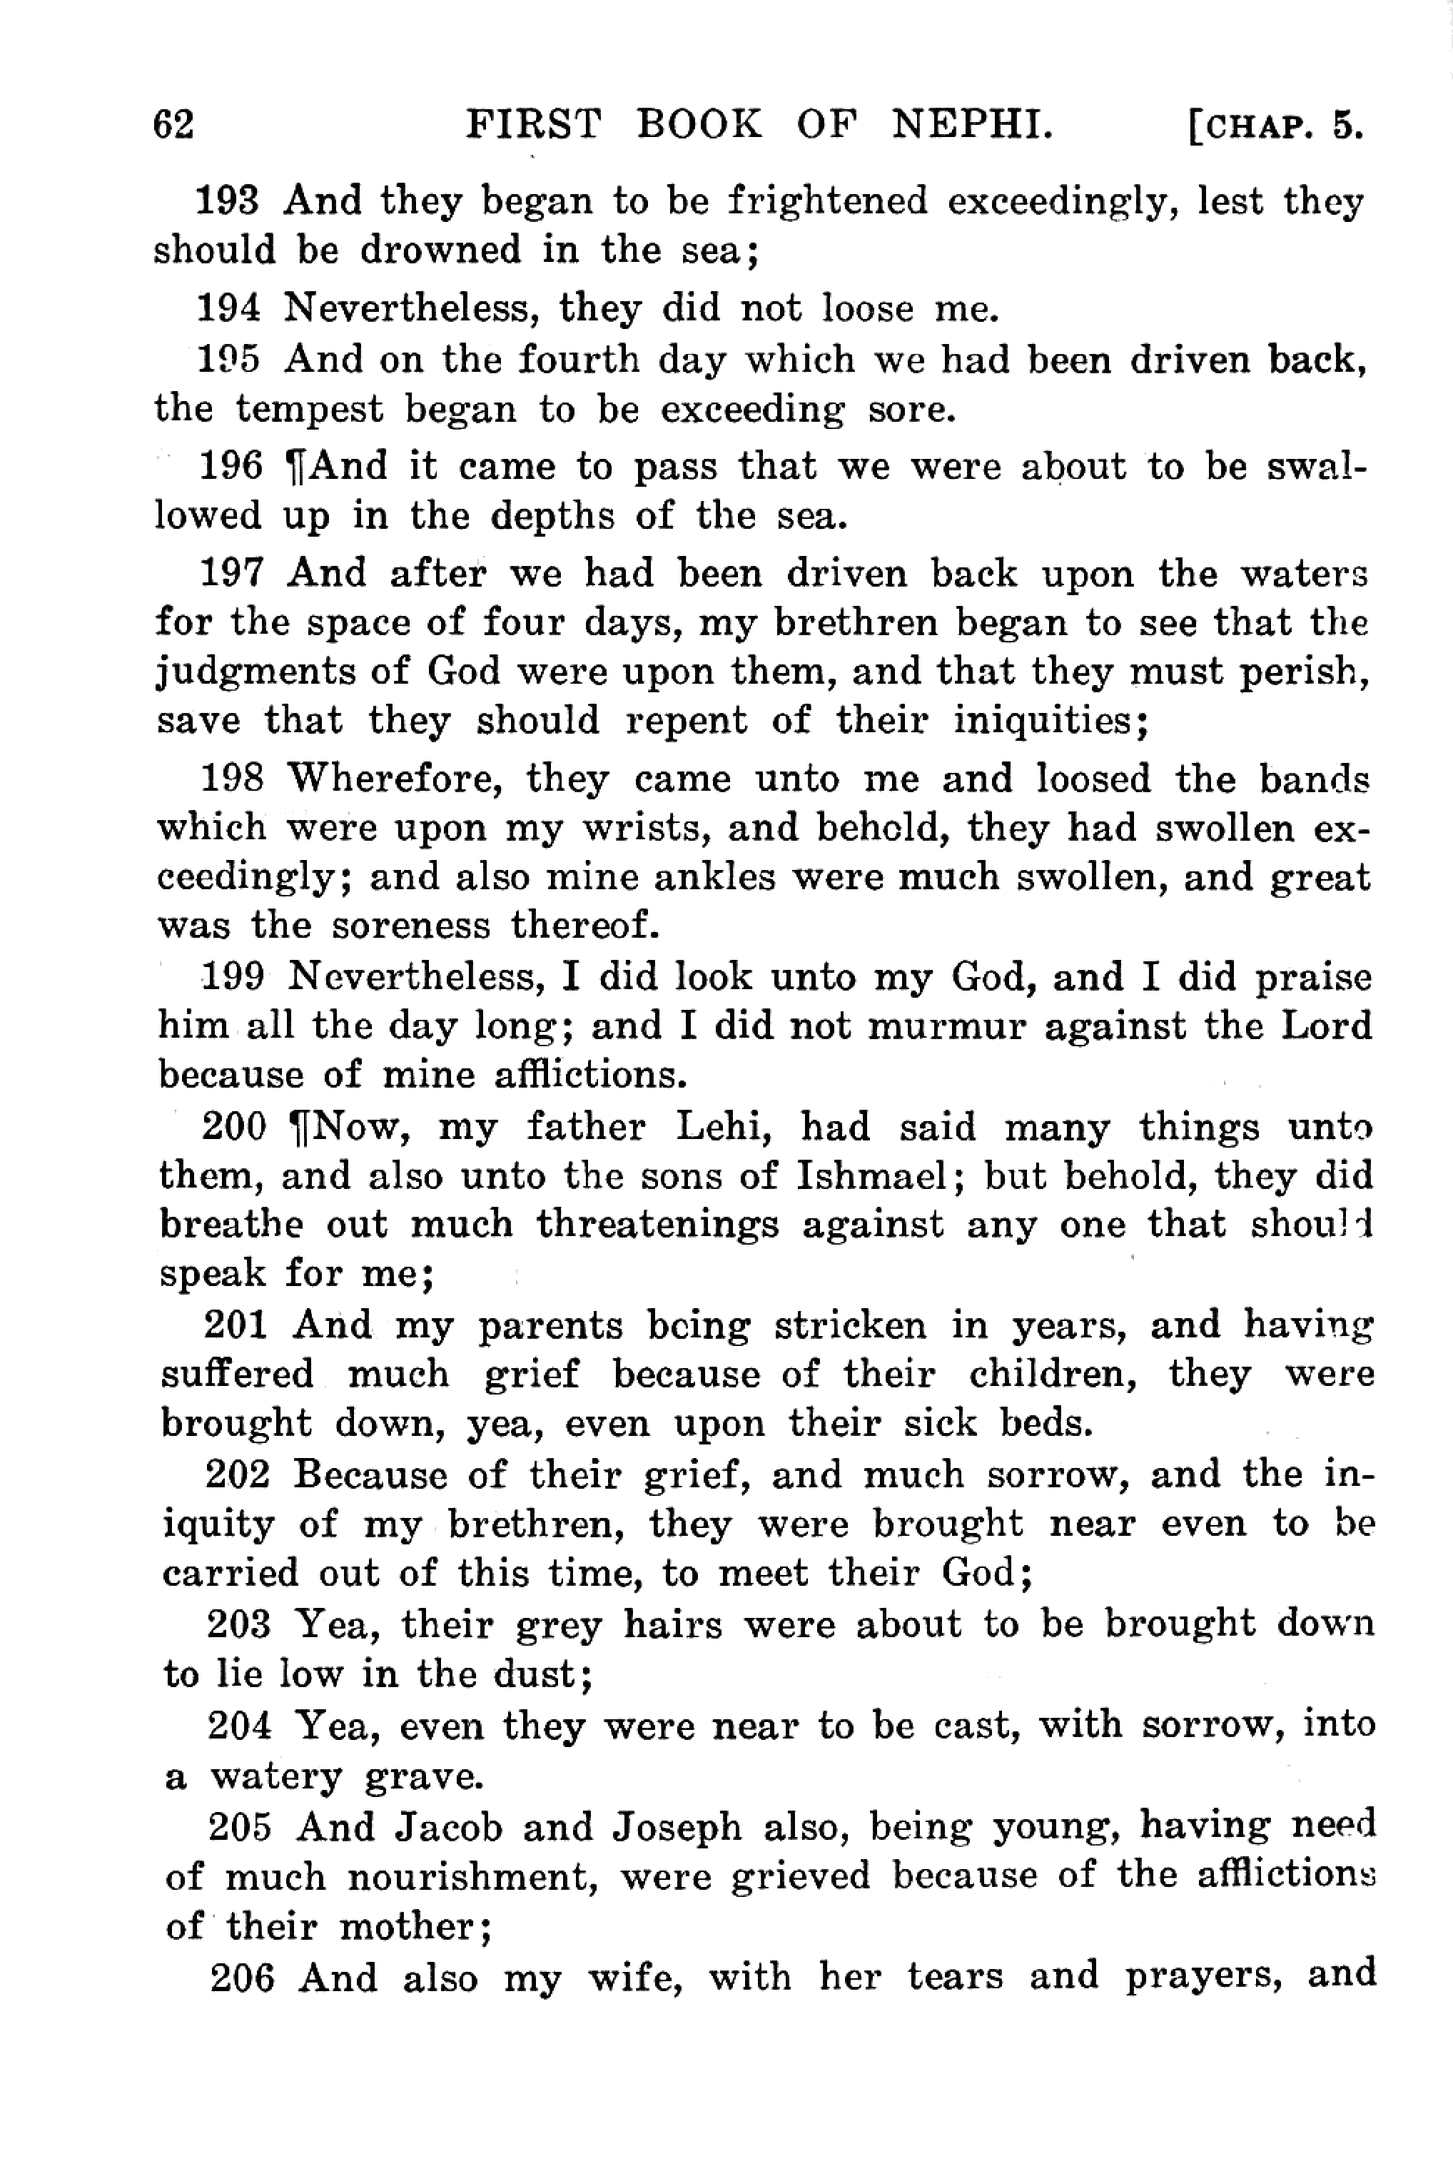 62 FIRST BOOK OF NEPHI. [CHAP. 5.
193 And they began to be frightened exceedingly, lest they
should be drowned in the sea;
194 Nevertheless, they did not loose me.
195 And on the fourth day which we had been driven back,
the tempest began to be exceeding sore.
196 ¶And it came to pass that we were about to be swal-
lowed up in the depths of the sea.
197 And after we had been driven back upon the waters
for the space of four days, my brethren began to see that the
judgments of God were upon them, and that they must perish,
save that they should repent of their iniquities;
198 Wherefore, they came unto me and loosed the bands
which were upon my wrists, and behold, they had swollen ex-
ceedingly; and also mine ankles were much swollen, and great
was the soreness thereof.
199 Nevertheless, I did look unto my God, and I did praise
him all the day long; and I did not murmur against the Lord
because of mine afflictions.
200 ¶Now, my father Lehi, had said many things unto
them, and also unto the sons of Ishmael; but behold, they did
breathe out much threatenings against any one that should
speak for me;
201 And my parents being stricken in years, and having
suffered much grief because of their children, they were
brought down, yea, even upon their sick beds.
202 Because of their grief, and much sorrow, and the in-
iquity of my brethren, they were brought near even to be
carried out of this time, to meet their God;
203 Yea, their grey hairs were about to be brought down
to lie low in the dust;
204 Yea, even they were near to be cast, with sorrow, into
a watery grave.
205 And Jacob and Joseph also, being young, having need
of much nourishment, were grieved because of the afflictions
of their mother;
206 And also my wife, with her tears and prayers, and